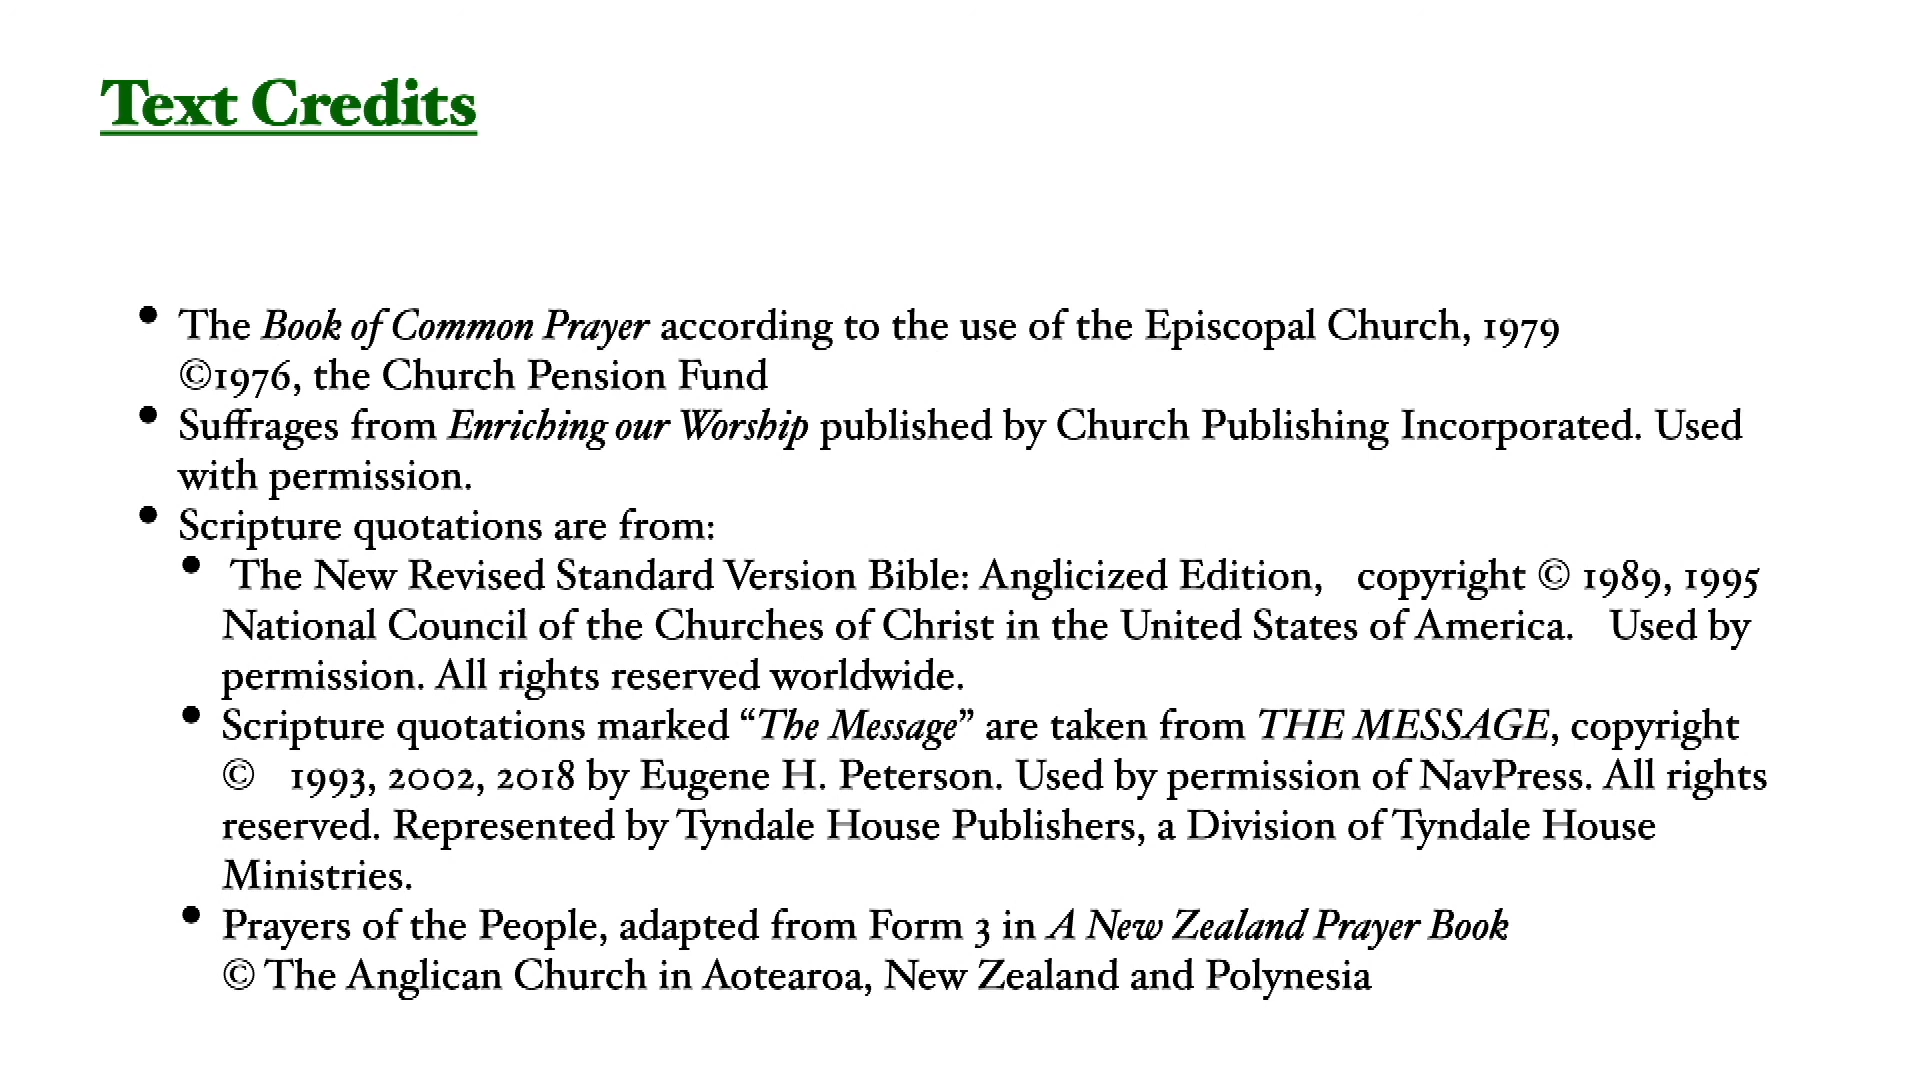 Text Credits
• The Book of Common Prayer according to the use of the Episcopal Church, 1979
©1976, the Church Pension Fund
• Suffrages from Enriching our Worship published by Church Publishing Incorporated. Used
with permission.
• Scripture quotations are from:
• The New Revised Standard Version Bible: Anglicized Edition, copyright © 1989, 1995
National Council of the Churches of Christ in the United States of America. Used by
permission. All rights reserved worldwide.
• Scripture quotations marked “The Message” are taken from THE MESSAGE, copyright
© 1993, 2002, 2018 by Eugene H. Peterson. Used by permission of NavPress. All rights
reserved. Represented by Tyndale House Publishers, a Division of Tyndale House
Ministries.
• Prayers of the People, adapted from Form 3 in A New Zealand Prayer Book
© The Anglican Church in Aotearoa, New Zealand and Polynesia